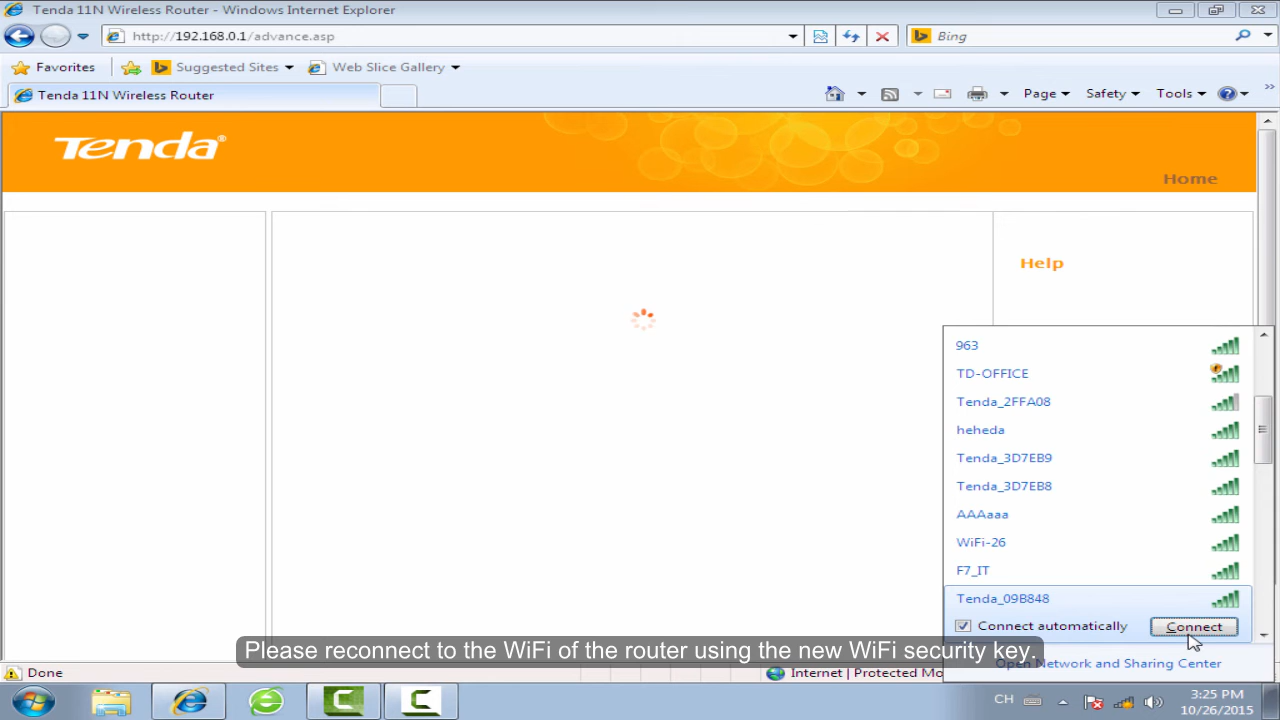 Tenda 11N Wireless Router - Windows Internet Explorer
http://192.168.0.1/advance.asp
Bing
Favorites
Suggested Sites
Web Slice Gallery
Tenda 11N Wireless Router
Page
Safety
Tools
Tenda®
Home
Help
963
TD-OFFICE
Tenda_2FFA08
heheda
Tenda_3D7EB9
Tenda_3D7EB8
AAAaaa
WiFi-26
F7_IT
Tenda_09B848
Connect automatically
Connect
Please reconnect to the WiFi of the router using the new WiFi security key.
Open Network and Sharing Center
Done
Internet | Protected Mo
CH
3:25 PM
10/26/2015